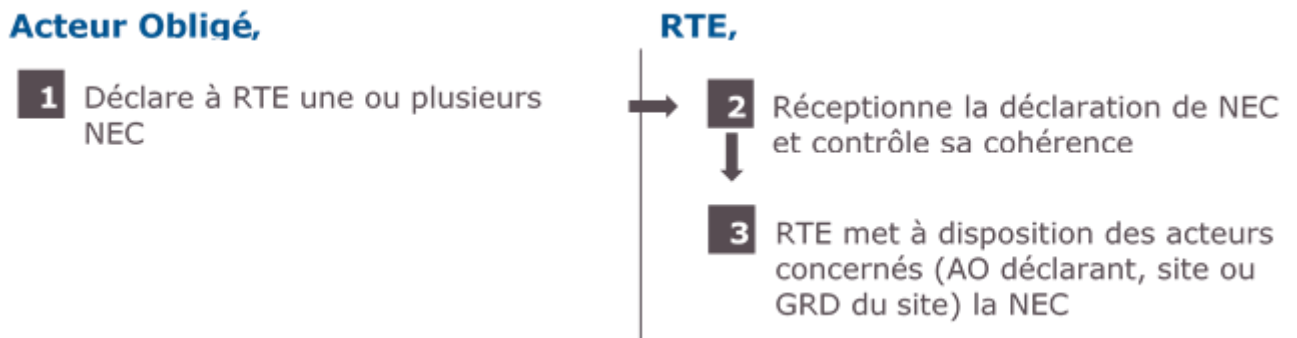 Acteur Obligé,
1 Déclare à RTE une ou plusieurs
NEC
RTE,
2 Réceptionne la déclaration de NEC
et contrôle sa cohérence
3 RTE met à disposition des acteurs
concernés (AO déclarant, site ou
GRD du site) la NEC